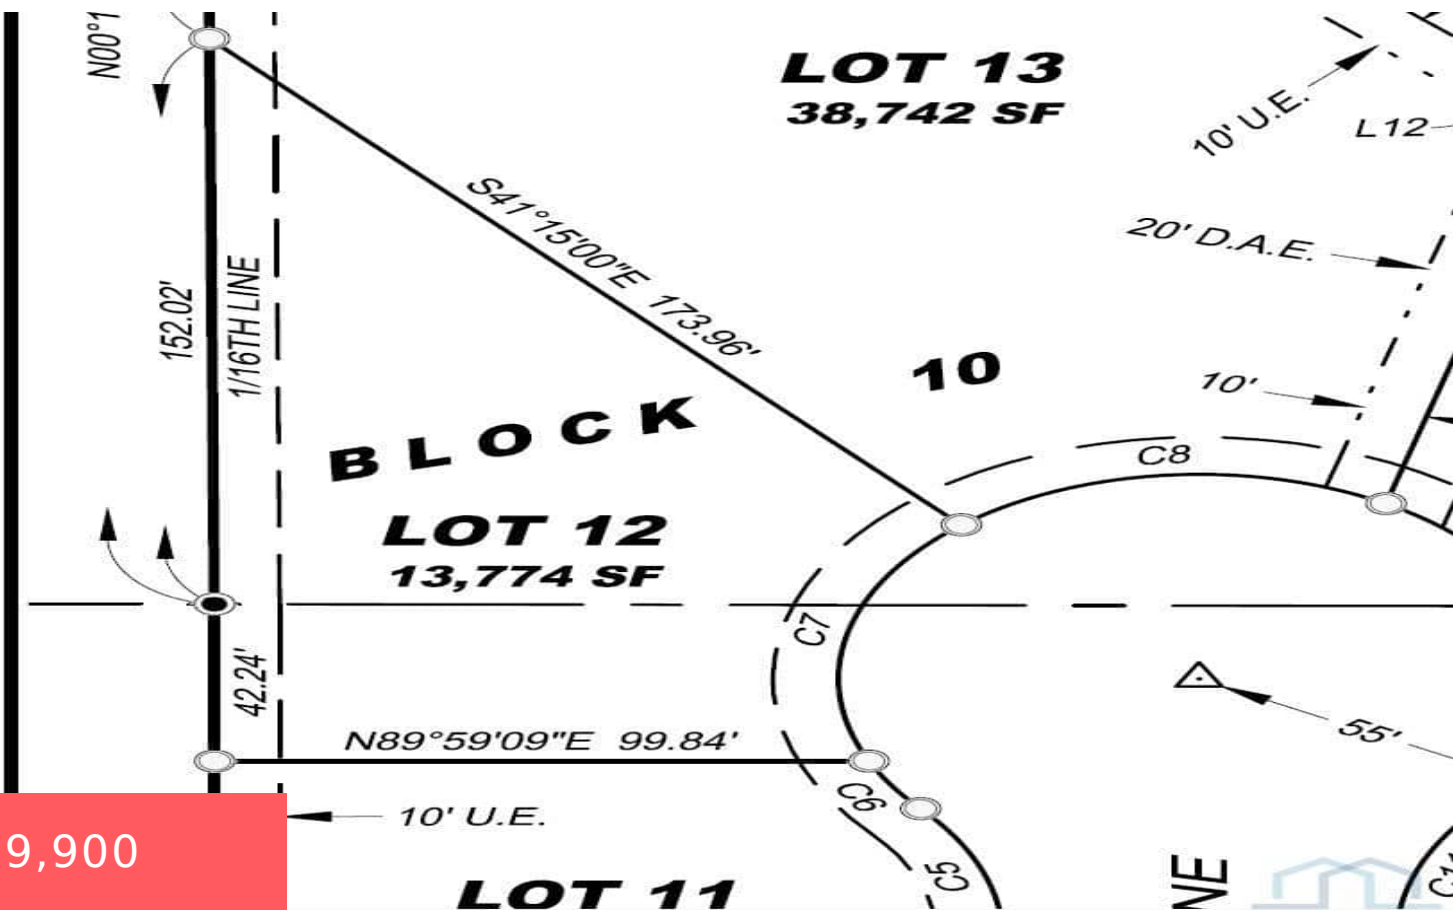 N00°1
LOT 13
38,742 SF
10' U.E.
L12
S41°15'00"E 173.96'
20' D.A.E.
152.02'
1/16TH LINE
10
10'
BLOCK
C8
LOT 12
13,774 SF
C7
42.24'
N89°59'09"E 99.84'
55'
C6
10' U.E.
9,900
C5
LOT 11
NE